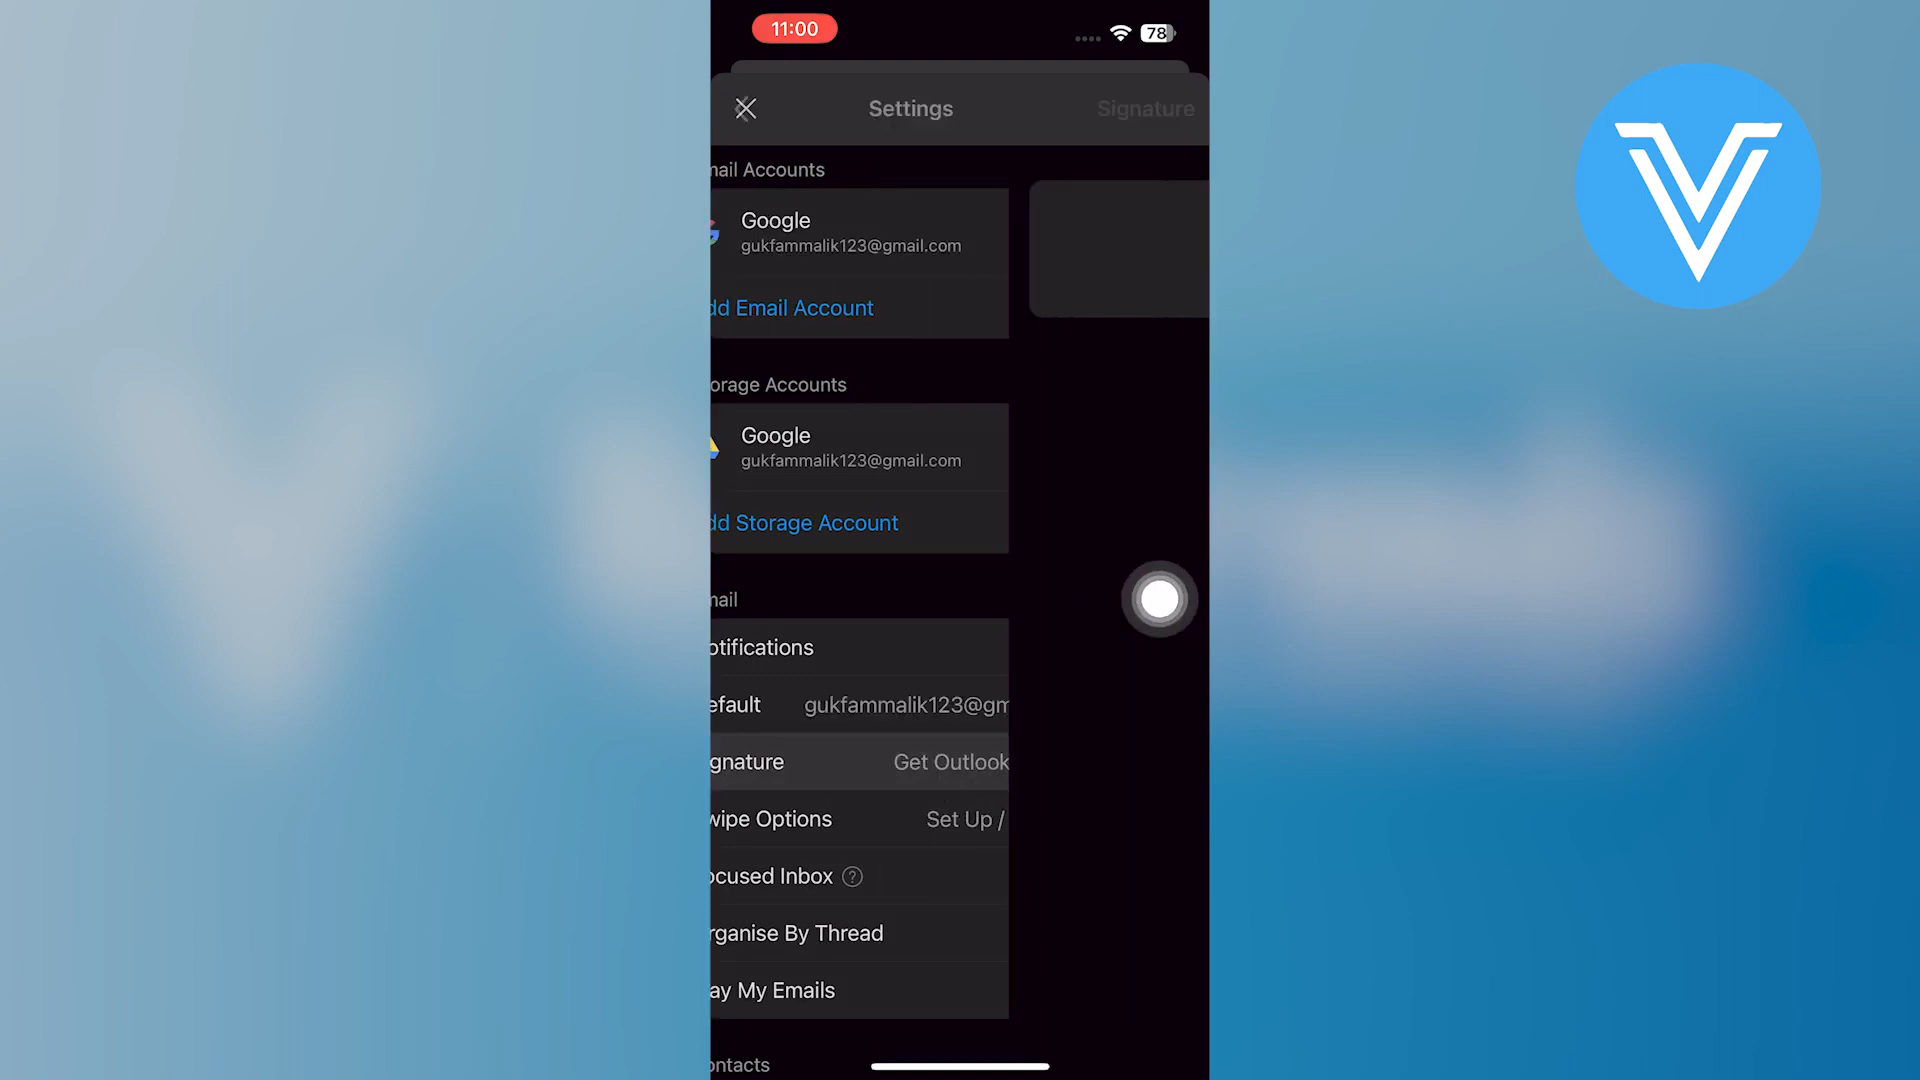 11:00
78
Settings
Signature
nail Accounts
Google
gukfammalik123@gmail.com
dd Email Account
orage Accounts
Google
gukfammalik123@gmail.com
dd Storage Account
nail
otifications
efault gukfammalik123@gm
gnature Get Outlook
wipe Options Set Up /
ocused Inbox ?
rganise By Thread
ay My Emails
ontacts